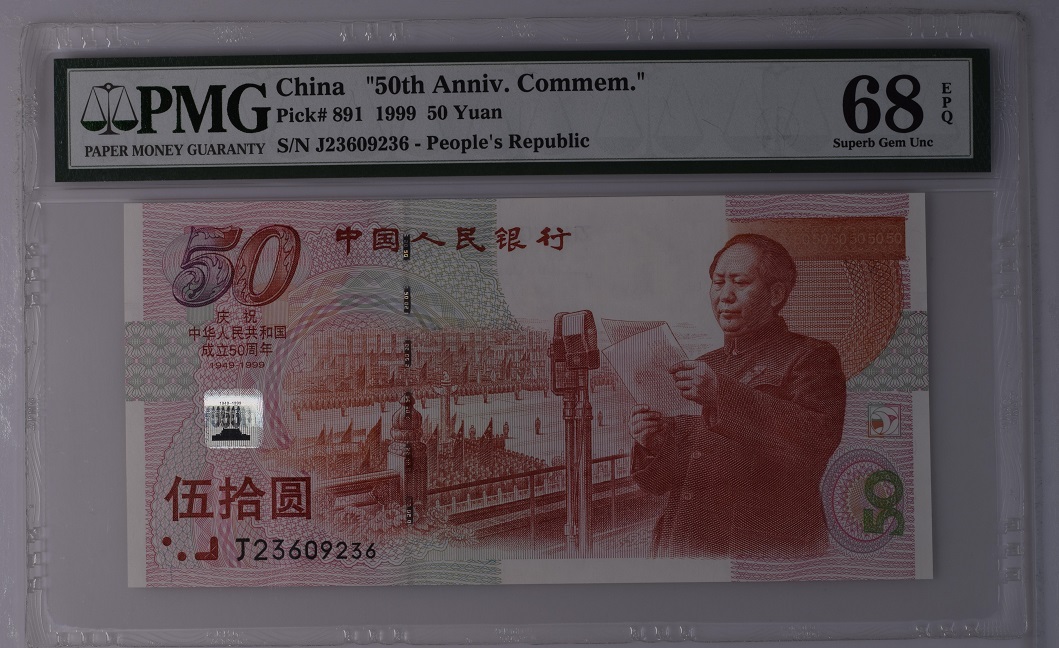 PMG
PAPER MONEY GUARANTY
China "50th Anniv. Commem."
Pick# 891 1999 50 Yuan
S/N J23609236 - People's Republic
68
EPQ
Superb Gem Unc
50
中国人民银行
庆祝
中华人民共和国
成立50周年
1949-1999
伍拾圆
J23609236
50